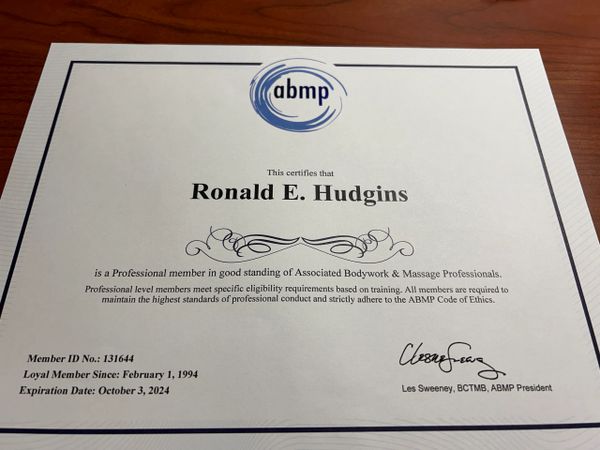 abmp
This certifies that
Ronald E. Hudgins
is a Professional member in good standing of Associated Bodywork & Massage Professionals.
Professional level members meet specific eligibility requirements based on training. All members are required to
maintain the highest standards of professional conduct and strictly adhere to the ABMP Code of Ethics.
Member ID No.: 131644
Loyal Member Since: February 1, 1994
Expiration Date: October 3, 2024
Les Sweeney, BCTMB, ABMP President